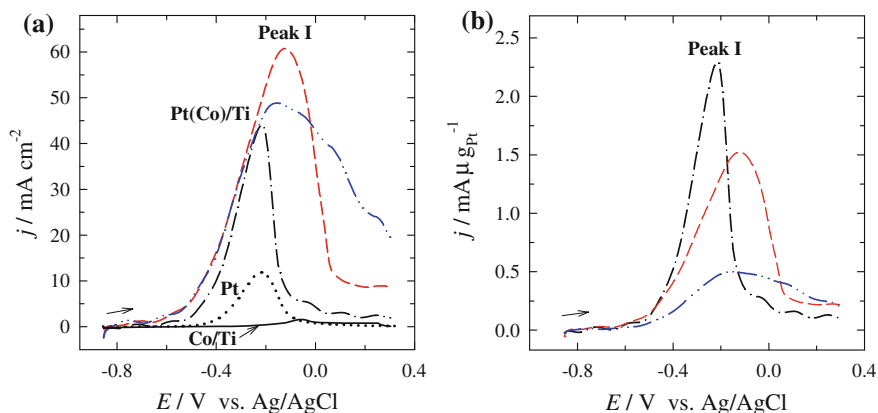 (a)
Peak I
60
50
40
30
20
10
0
j / mA cm⁻²
Pt(Co)/Ti
Pt
Co/Ti
-0.8
-0.4
0.0
0.4
E / V vs. Ag/AgCl
(b)
Peak I
2.5
2.0
1.5
1.0
0.5
0.0
j / mA μ gPt⁻¹
-0.8
-0.4
0.0
0.4
E / V vs. Ag/AgCl